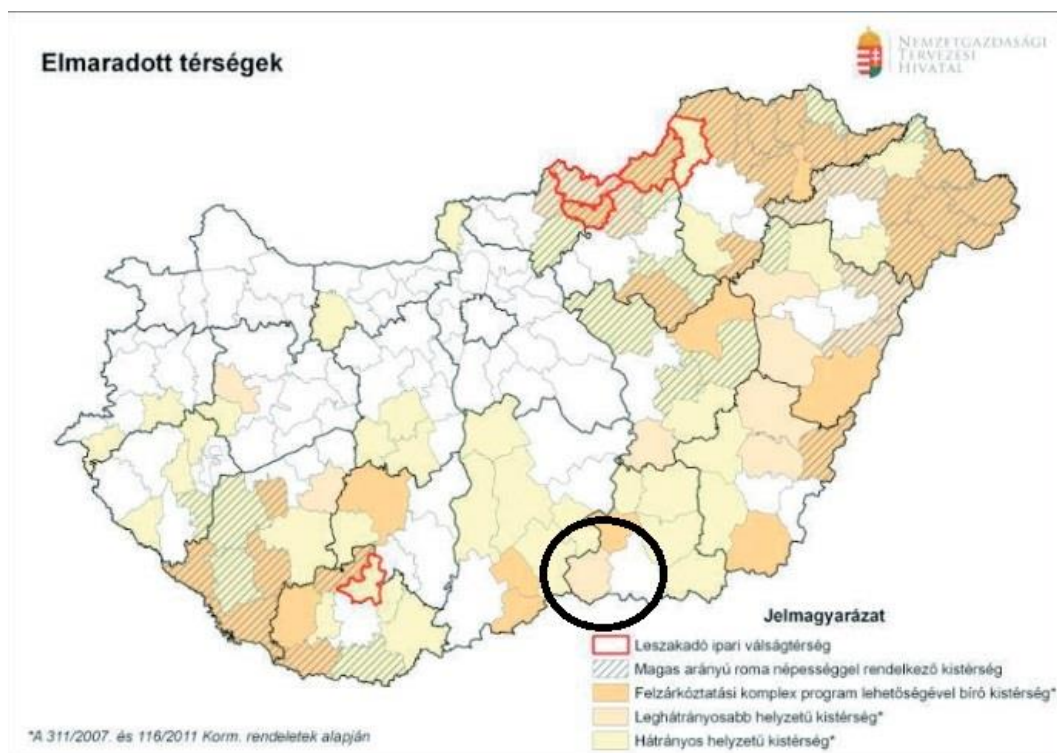 Elmaradott térségek
NEMZETGAZDASÁGI
TERVEZÉSI
HIVATAL
Jelmagyarázat
Leszakadó ipari válságtérség
Magas arányú roma népességgel rendelkező kistérség
Felzárkóztatási komplex program lehetőségével bíró kistérség*
Leghátrányosabb helyzetű kistérség*
Hátrányos helyzetű kistérség*
*A 311/2007. és 116/2011 Korm. rendeletek alapján